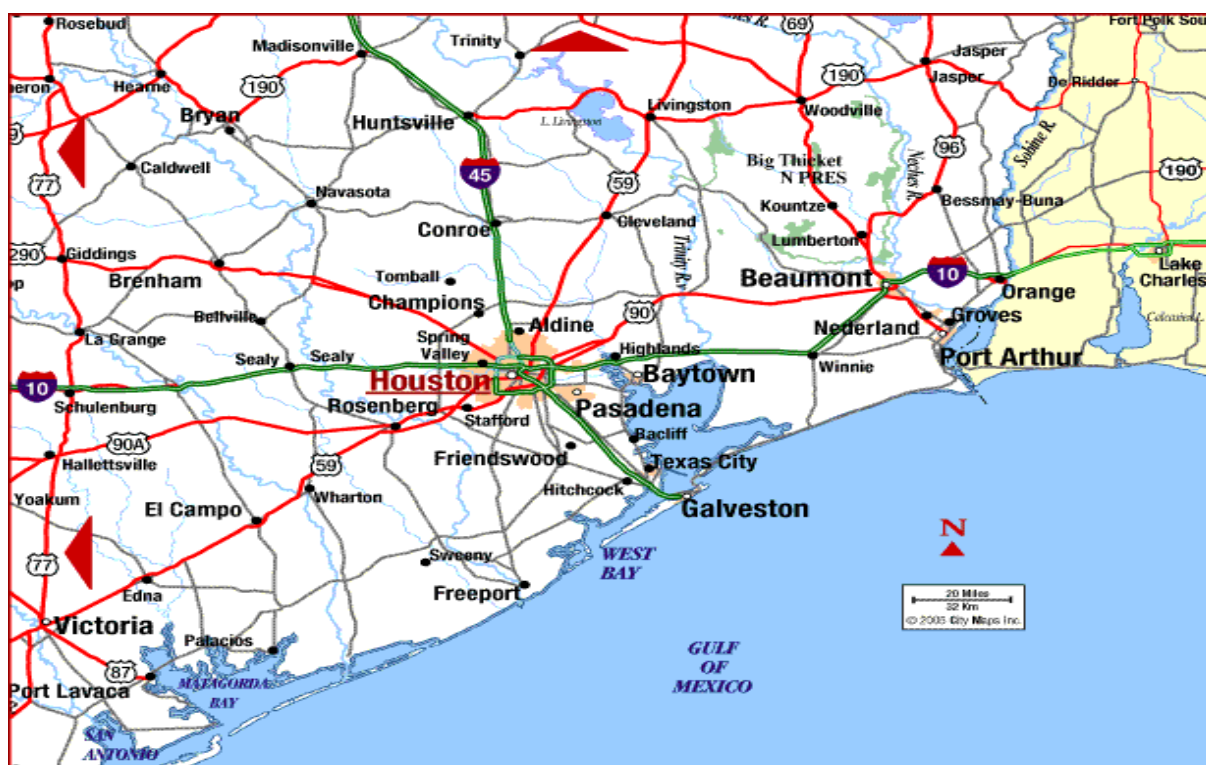 Rosebud
Madisonville
Trinity
Neches R.
69
Fort Polk Sou
Jasper
Jasper
De Ridder
Hearne
eron
190
190
Bryan
Huntsville
L. Livingston
Livingston
Woodville
Sabine R.
Neches R.
96
190
Caldwell
77
45
59
Big Thicket
N PRES
Navasota
Kountze
Bessmay-Buna
Conroe
Cleveland
Lumberton
290
Giddings
Brenham
Tomball
Trinity R.
Beaumont
10
Lake
Charles
Orange
Champions
Bellville
Aldine
90
Nederland
Groves
Calcasieu L.
La Grange
Spring
Valley
Sealy
Sealy
Highlands
Winnie
Port Arthur
10
Houston
Baytown
Schulenburg
Rosenberg
Stafford
Pasadena
90A
Bacliff
Hallettsville
59
Friendswood
Texas City
Yoakum
Wharton
Hitchcock
El Campo
Galveston
N
77
Sweeny
WEST
BAY
Edna
Freeport
20 Miles
32 Km
© 2005 City Maps Inc.
Victoria
Palacios
GULF
OF
MEXICO
87
Port Lavaca
MATAGORDA
BAY
SAN
ANTONIO